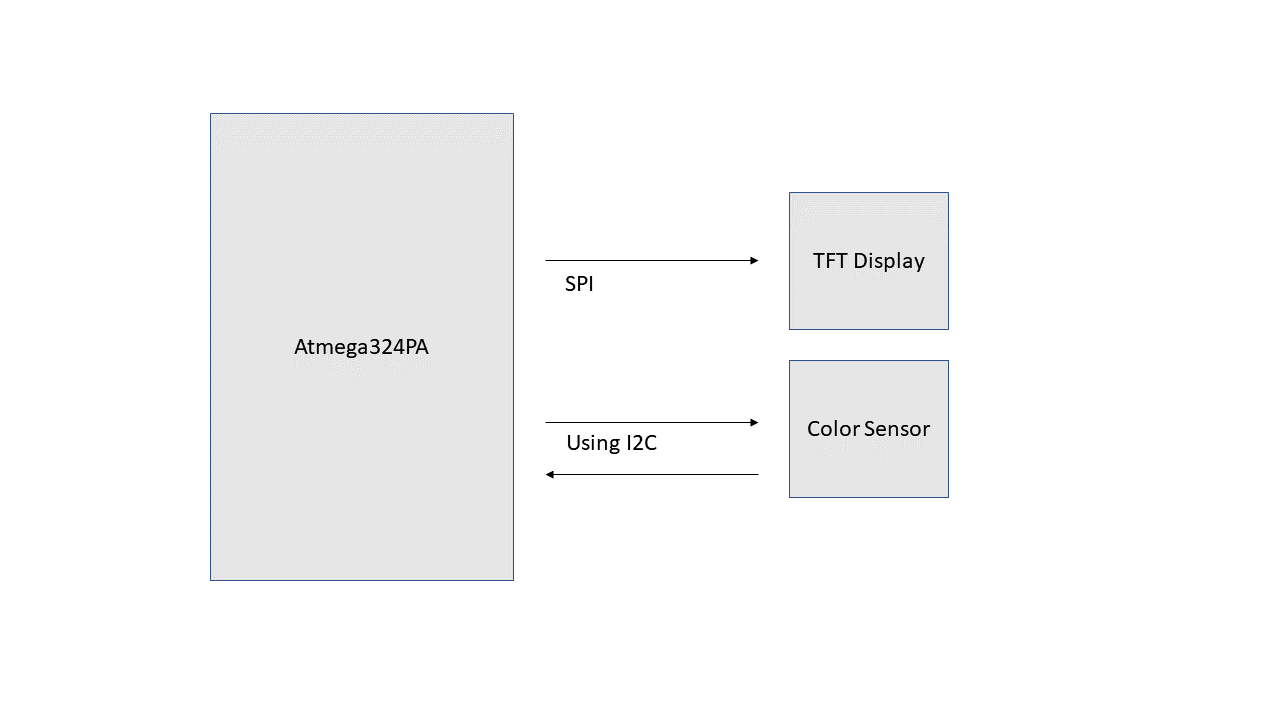 TFT Display
SPI
Atmega324PA
Color Sensor
Using I2C